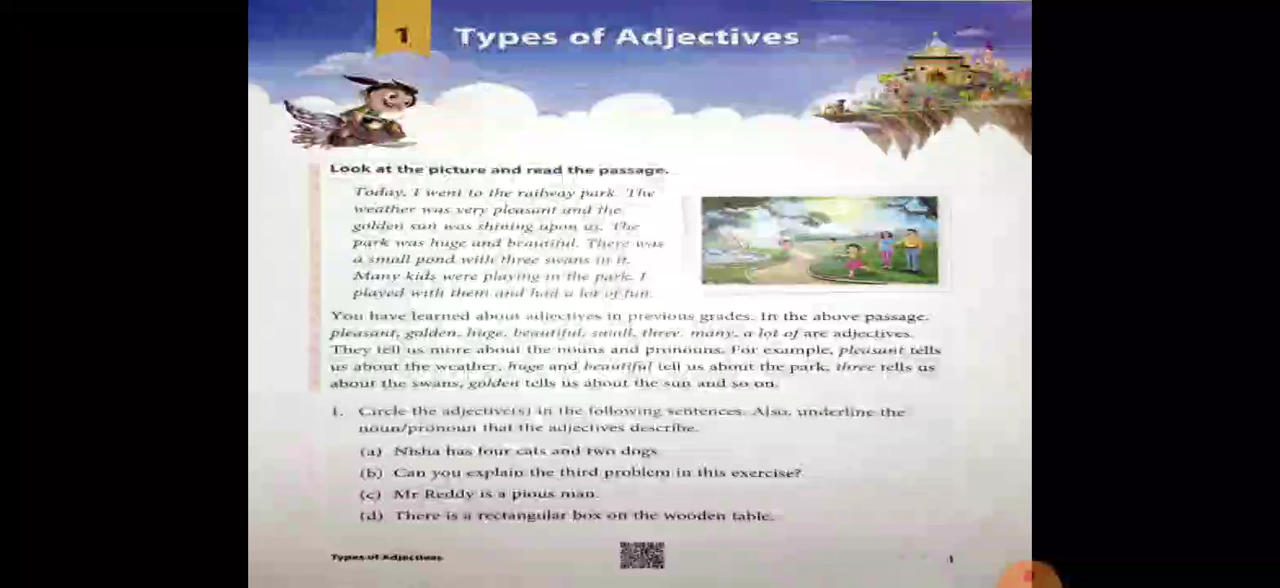 1 Types of Adjectives
Look at the picture and read the passage.
Today, I went to the railway park. The
weather was very pleasant and the
golden sun was shining upon us. The
park was huge and beautiful. There was
a small pond with three swans in it.
Many kids were playing in the park. I
played with them and had a lot of fun.
You have learned about adjectives in previous grades. In the above passage,
pleasant, golden, huge, beautiful, small, three, many, a lot of are adjectives.
They tell us more about the nouns and pronouns. For example, pleasant tells
us about the weather, huge and beautiful tell us about the park, three tells us
about the swans, golden tells us about the sun and so on.
1. Circle the adjective(s) in the following sentences. Also, underline the
noun/pronoun that the adjectives describe.
(a) Nisha has four cats and two dogs.
(b) Can you explain the third problem in this exercise?
(c) Mr Reddy is a pious man.
(d) There is a rectangular box on the wooden table.
Types of Adjectives 1